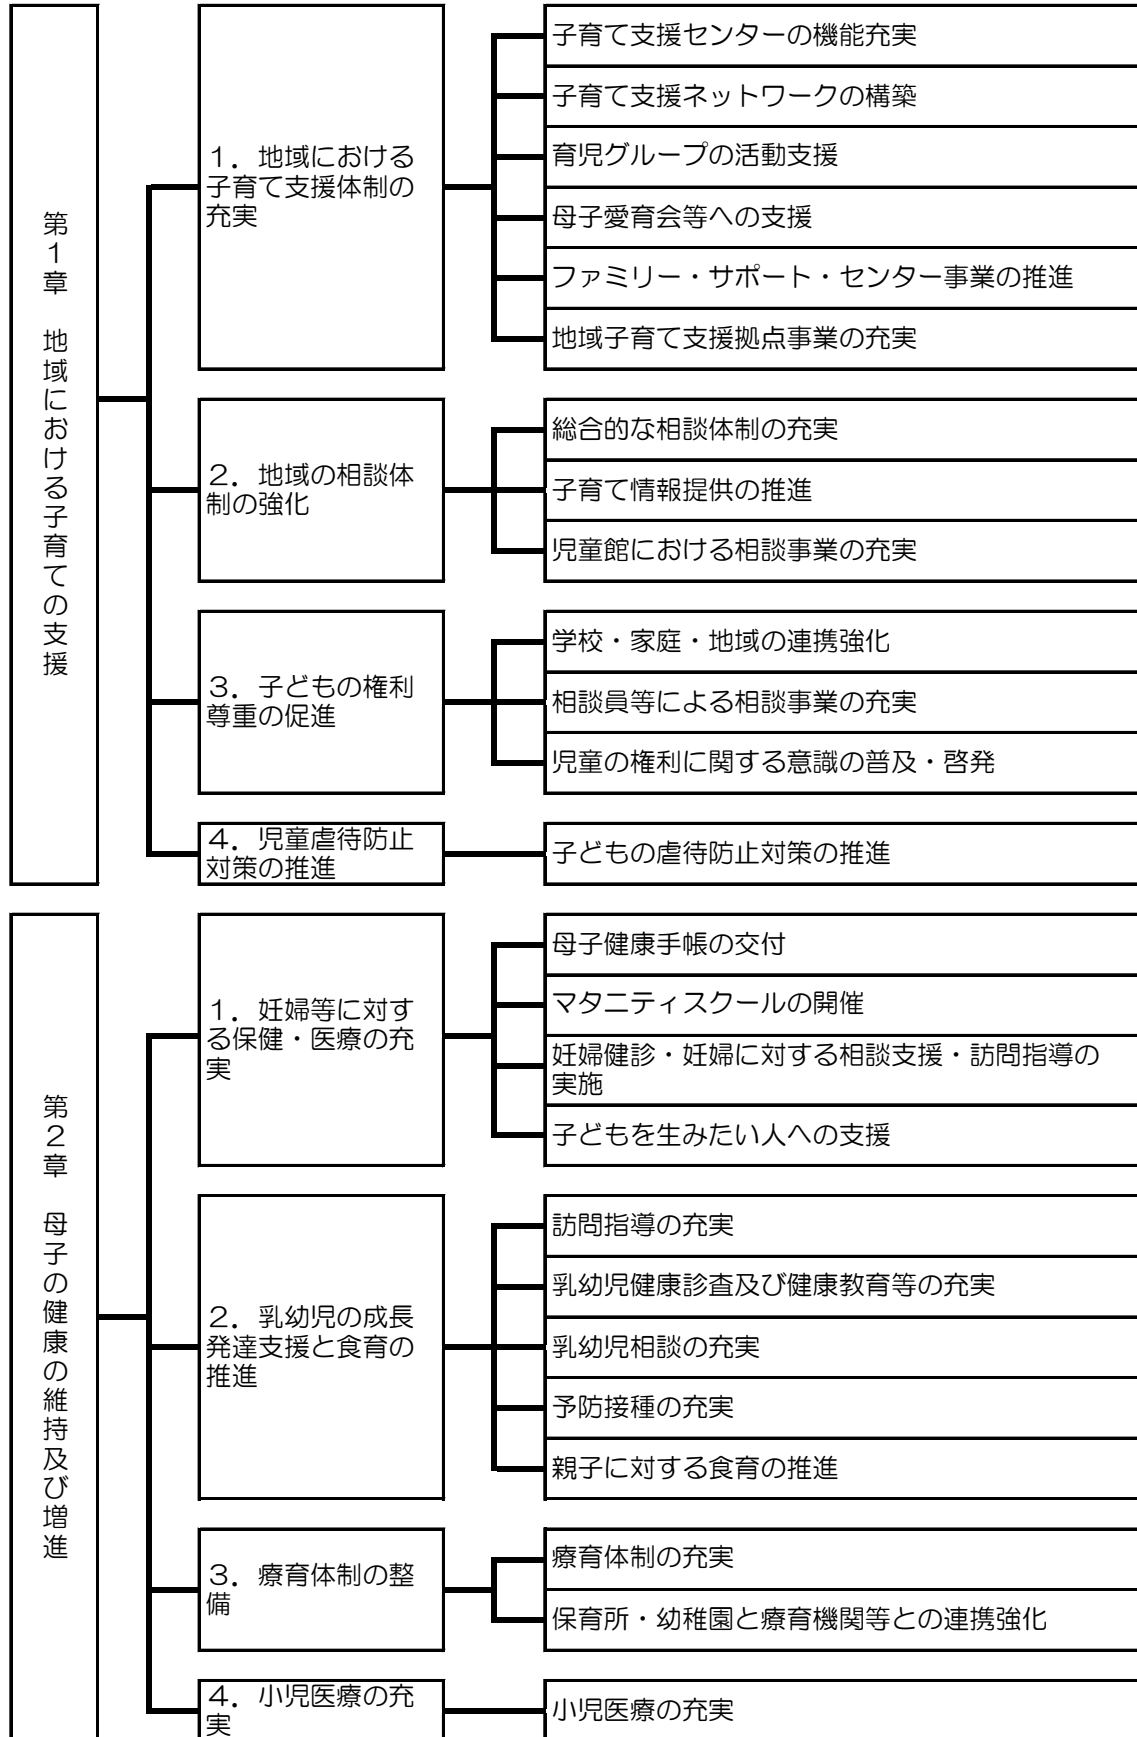 第１章　地域における子育ての支援
１．地域における
子育て支援体制の
充実
子育て支援センターの機能充実
子育て支援ネットワークの構築
育児グループの活動支援
母子愛育会等への支援
ファミリー・サポート・センター事業の推進
地域子育て支援拠点事業の充実
２．地域の相談体
制の強化
総合的な相談体制の充実
子育て情報提供の推進
児童館における相談事業の充実
３．子どもの権利
尊重の促進
学校・家庭・地域の連携強化
相談員等による相談事業の充実
児童の権利に関する意識の普及・啓発
４．児童虐待防止
対策の推進
子どもの虐待防止対策の推進
第２章　母子の健康の維持及び増進
１．妊婦等に対す
る保健・医療の充
実
母子健康手帳の交付
マタニティスクールの開催
妊婦健診・妊婦に対する相談支援・訪問指導の
実施
子どもを生みたい人への支援
２．乳幼児の成長
発達支援と食育の
推進
訪問指導の充実
乳幼児健康診査及び健康教育等の充実
乳幼児相談の充実
予防接種の充実
親子に対する食育の推進
３．療育体制の整
備
療育体制の充実
保育所・幼稚園と療育機関等との連携強化
４．小児医療の充
実
小児医療の充実